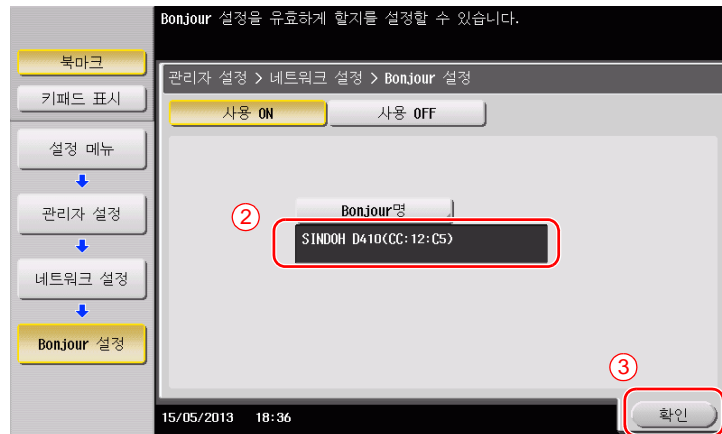 Bonjour 설정을 유효하게 할지를 설정할 수 있습니다.
북마크
키패드 표시
설정 메뉴
관리자 설정
네트워크 설정
Bonjour 설정
관리자 설정 > 네트워크 설정 > Bonjour 설정
사용 ON 사용 OFF
② Bonjour명
SINDOH D410(CC:12:C5)
③
확인
15/05/2013 18:36